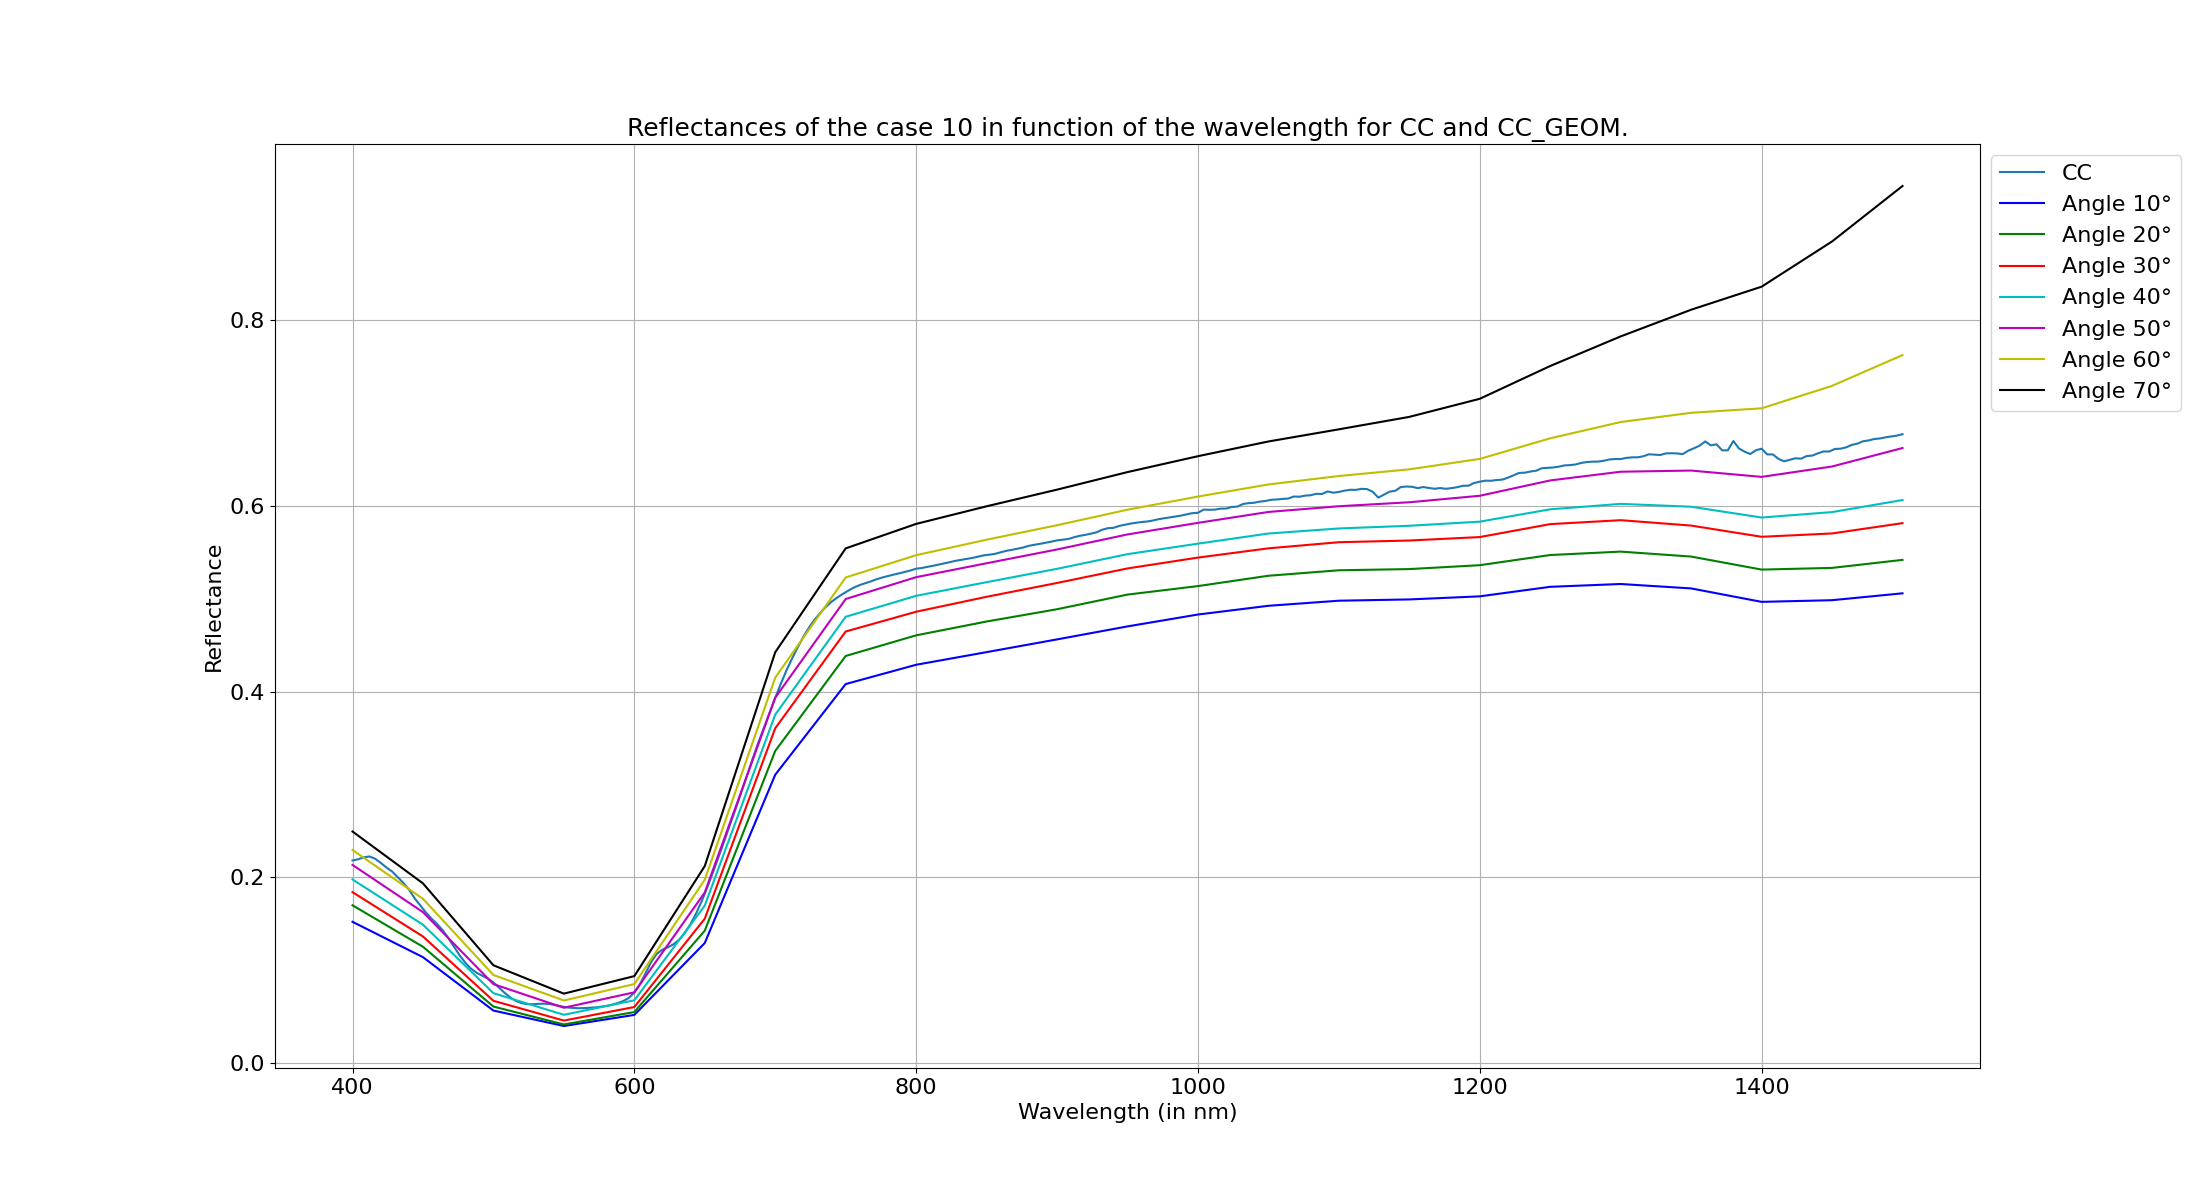 Reflectances of the case 10 in function of the wavelength for CC and CC_GEOM.
CC
Angle 10°
Angle 20°
Angle 30°
Angle 40°
Angle 50°
Angle 60°
Angle 70°
Reflectance
0.8
0.6
0.4
0.2
0.0
400 600 800 1000 1200 1400
Wavelength (in nm)